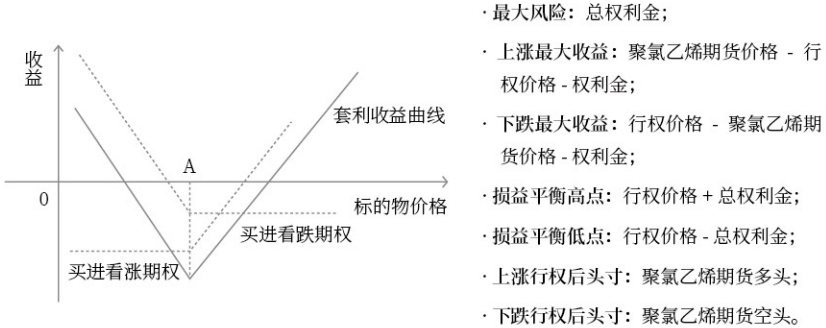 收益
A
套利收益曲线
0
标的物价格
买进看跌期权
买进看涨期权
· 最大风险：总权利金；
· 上涨最大收益：聚氯乙烯期货价格 - 行
权价格 - 权利金；
· 下跌最大收益：行权价格 - 聚氯乙烯期
货价格 - 权利金；
· 损益平衡高点：行权价格 + 总权利金；
· 损益平衡低点：行权价格 - 总权利金；
· 上涨行权后头寸：聚氯乙烯期货多头；
· 下跌行权后头寸：聚氯乙烯期货空头。